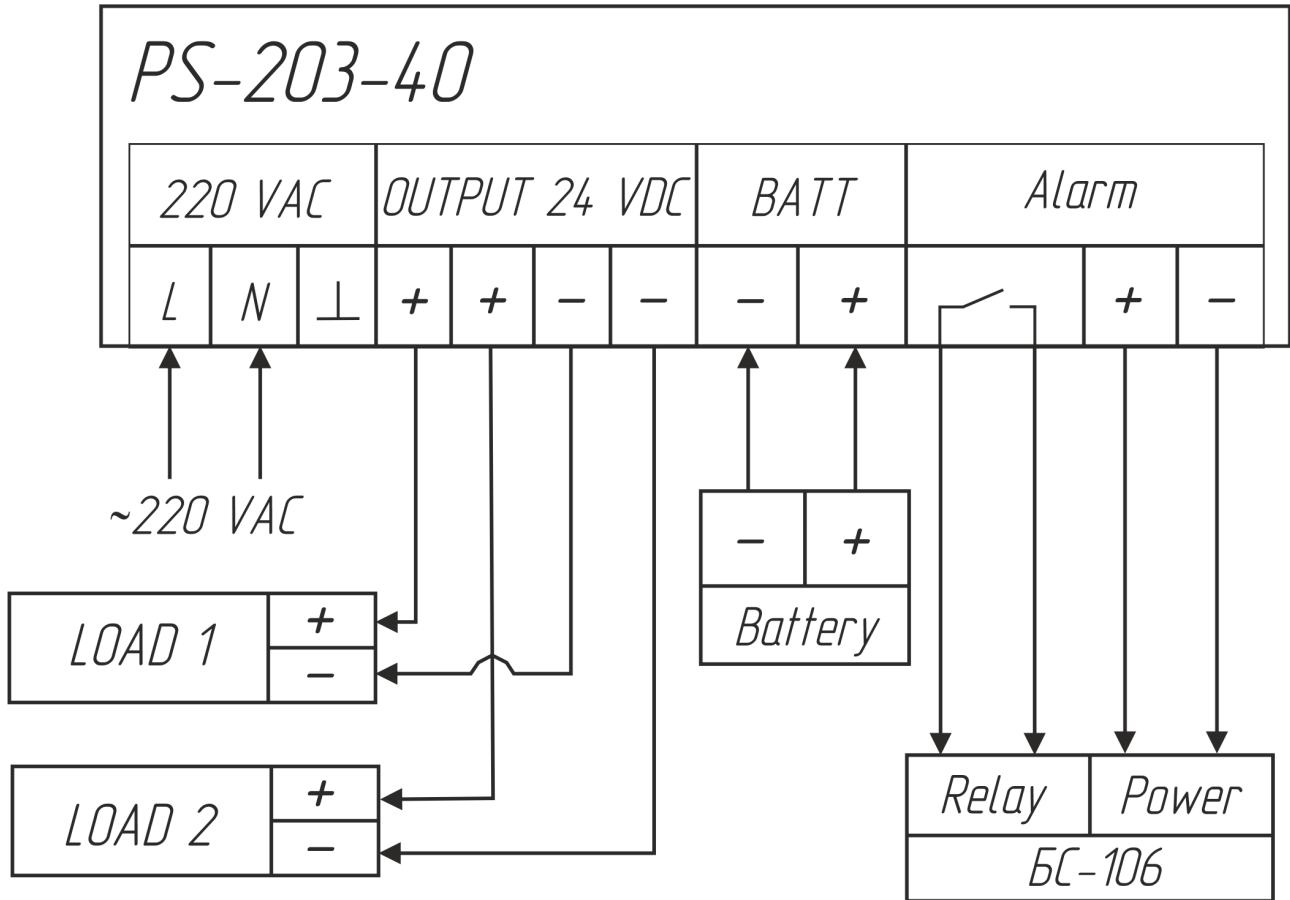 PS-203-40
220 VAC OUTPUT 24 VDC BATT Alarm
L N ⊥ + + - - - + + -
~220 VAC
- +
Battery
LOAD 1 + -
LOAD 2 + -
Relay Power
БС-106